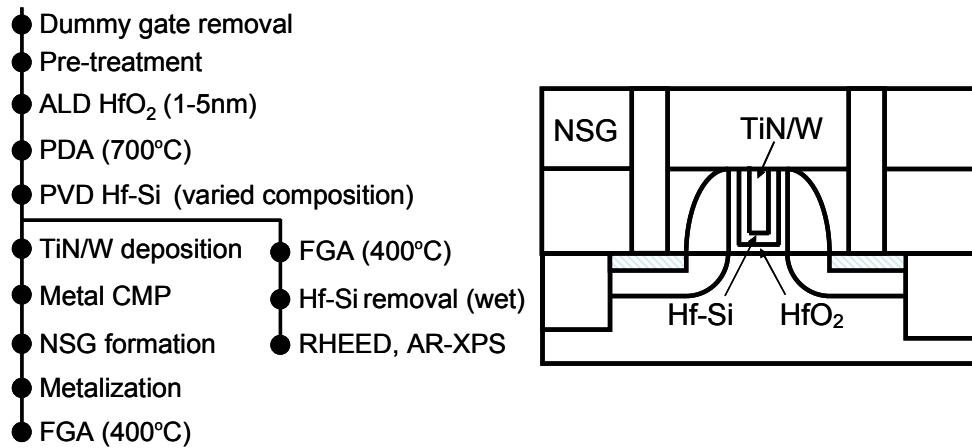 Dummy gate removal
Pre-treatment
ALD HfO₂ (1-5nm)
PDA (700ºC)
PVD Hf-Si (varied composition)
TiN/W deposition
Metal CMP
NSG formation
Metalization
FGA (400ºC)
FGA (400ºC)
Hf-Si removal (wet)
RHEED, AR-XPS
NSG
TiN/W
Hf-Si
HfO₂